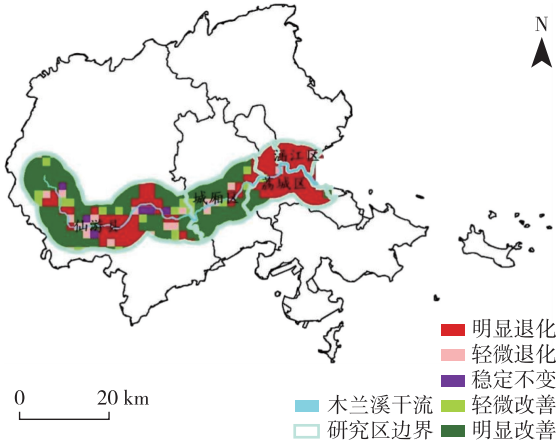 N
涵江区
荔城区
城厢区
仙游县
明显退化
轻微退化
稳定不变
木兰溪干流 轻微改善
研究区边界 明显改善
0 20 km